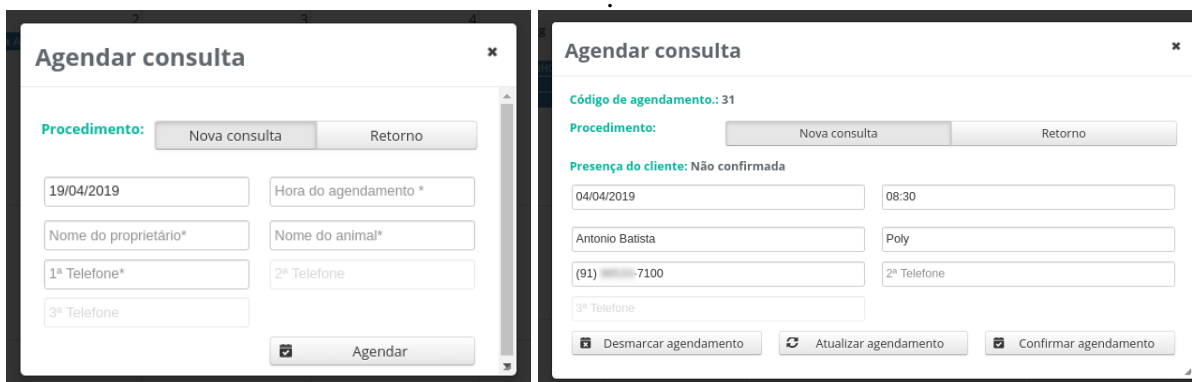 Agendar consulta
Procedimento: Nova consulta Retorno
19/04/2019 Hora do agendamento *
Nome do proprietário* Nome do animal*
1ª Telefone* 2ª Telefone
3ª Telefone
Agendar
Agendar consulta
Código de agendamento.: 31
Procedimento: Nova consulta Retorno
Presença do cliente: Não confirmada
04/04/2019 08:30
Antonio Batista Poly
(91) -7100 2ª Telefone
3ª Telefone
Desmarcar agendamento Atualizar agendamento Confirmar agendamento